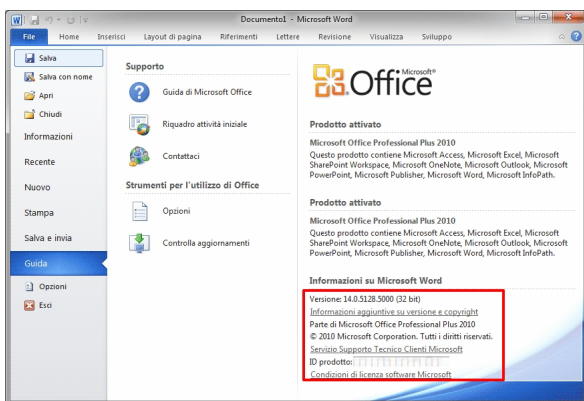 Documento1 - Microsoft Word
File Home Inserisci Layout di pagina Riferimenti Lettere Revisione Visualizza Sviluppo
Salva
Salva con nome
Apri
Chiudi
Informazioni
Recente
Nuovo
Stampa
Salva e invia
Guida
Opzioni
Esci
Supporto
Guida di Microsoft Office
Riquadro attività iniziale
Contattaci
Strumenti per l'utilizzo di Office
Opzioni
Controlla aggiornamenti
Microsoft®
Office
Prodotto attivato
Microsoft Office Professional Plus 2010
Questo prodotto contiene Microsoft Access, Microsoft Excel, Microsoft
SharePoint Workspace, Microsoft OneNote, Microsoft Outlook, Microsoft
PowerPoint, Microsoft Publisher, Microsoft Word, Microsoft InfoPath.
Prodotto attivato
Microsoft Office Professional Plus 2010
Questo prodotto contiene Microsoft Access, Microsoft Excel, Microsoft
SharePoint Workspace, Microsoft OneNote, Microsoft Outlook, Microsoft
PowerPoint, Microsoft Publisher, Microsoft Word, Microsoft InfoPath.
Informazioni su Microsoft Word
Versione: 14.0.5128.5000 (32 bit)
Informazioni aggiuntive su versione e copyright
Parte di Microsoft Office Professional Plus 2010
© 2010 Microsoft Corporation. Tutti i diritti riservati.
Servizio Supporto Tecnico Clienti Microsoft
ID prodotto:
Condizioni di licenza software Microsoft